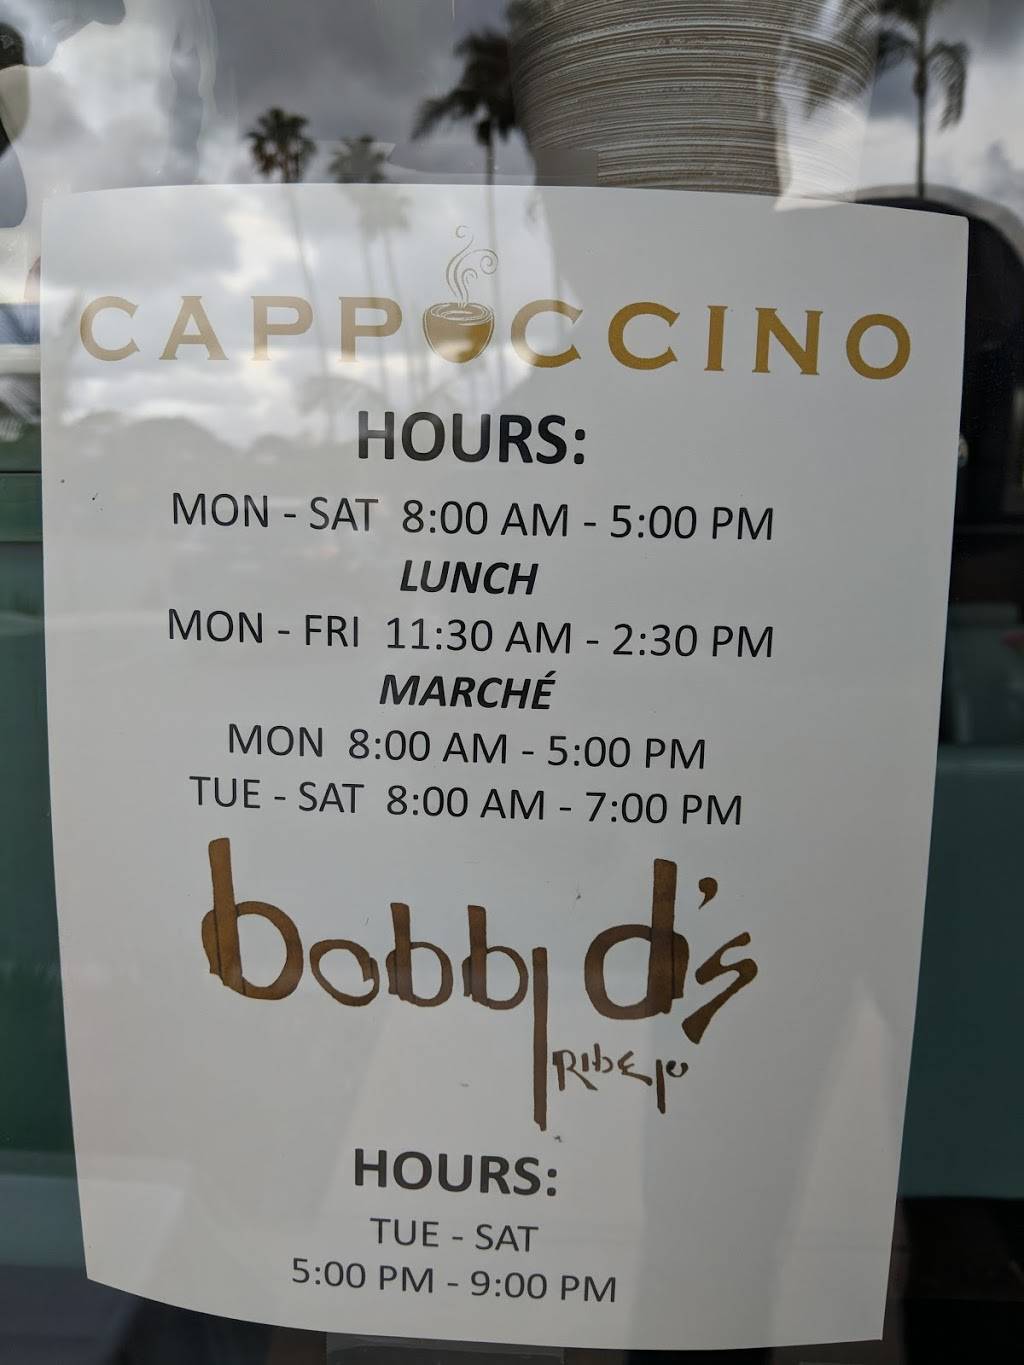 CAPPUCCINO
HOURS:
MON - SAT 8:00 AM - 5:00 PM
LUNCH
MON - FRI 11:30 AM - 2:30 PM
MARCHÉ
MON 8:00 AM - 5:00 PM
TUE - SAT 8:00 AM - 7:00 PM
bobby d's
HOURS:
TUE - SAT
5:00 PM - 9:00 PM